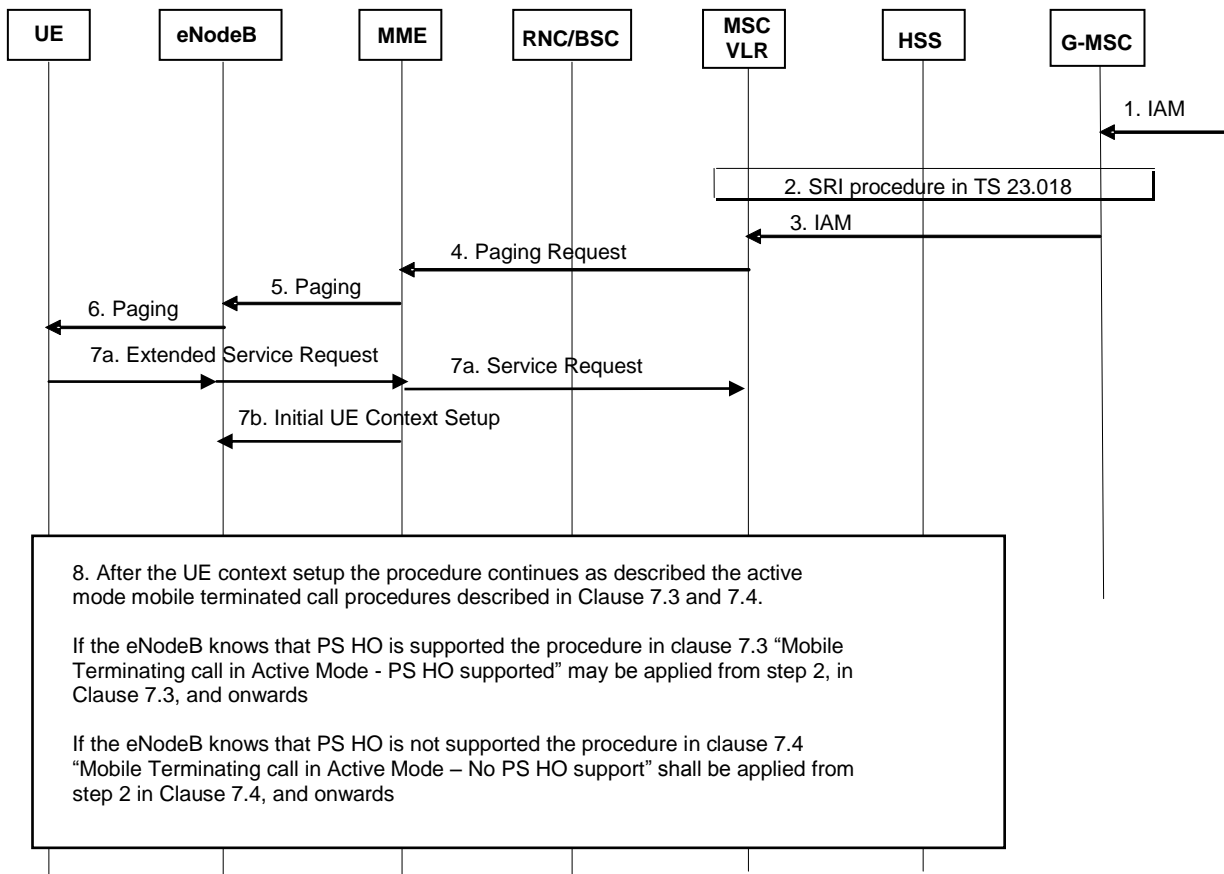 UE
eNodeB
MME
RNC/BSC
MSC
VLR
HSS
G-MSC
1. IAM
2. SRI procedure in TS 23.018
3. IAM
4. Paging Request
5. Paging
6. Paging
7a. Extended Service Request
7a. Service Request
7b. Initial UE Context Setup
8. After the UE context setup the procedure continues as described the active
mode mobile terminated call procedures described in Clause 7.3 and 7.4.
If the eNodeB knows that PS HO is supported the procedure in clause 7.3 “Mobile
Terminating call in Active Mode - PS HO supported” may be applied from step 2, in
Clause 7.3, and onwards
If the eNodeB knows that PS HO is not supported the procedure in clause 7.4
“Mobile Terminating call in Active Mode – No PS HO support” shall be applied from
step 2 in Clause 7.4, and onwards